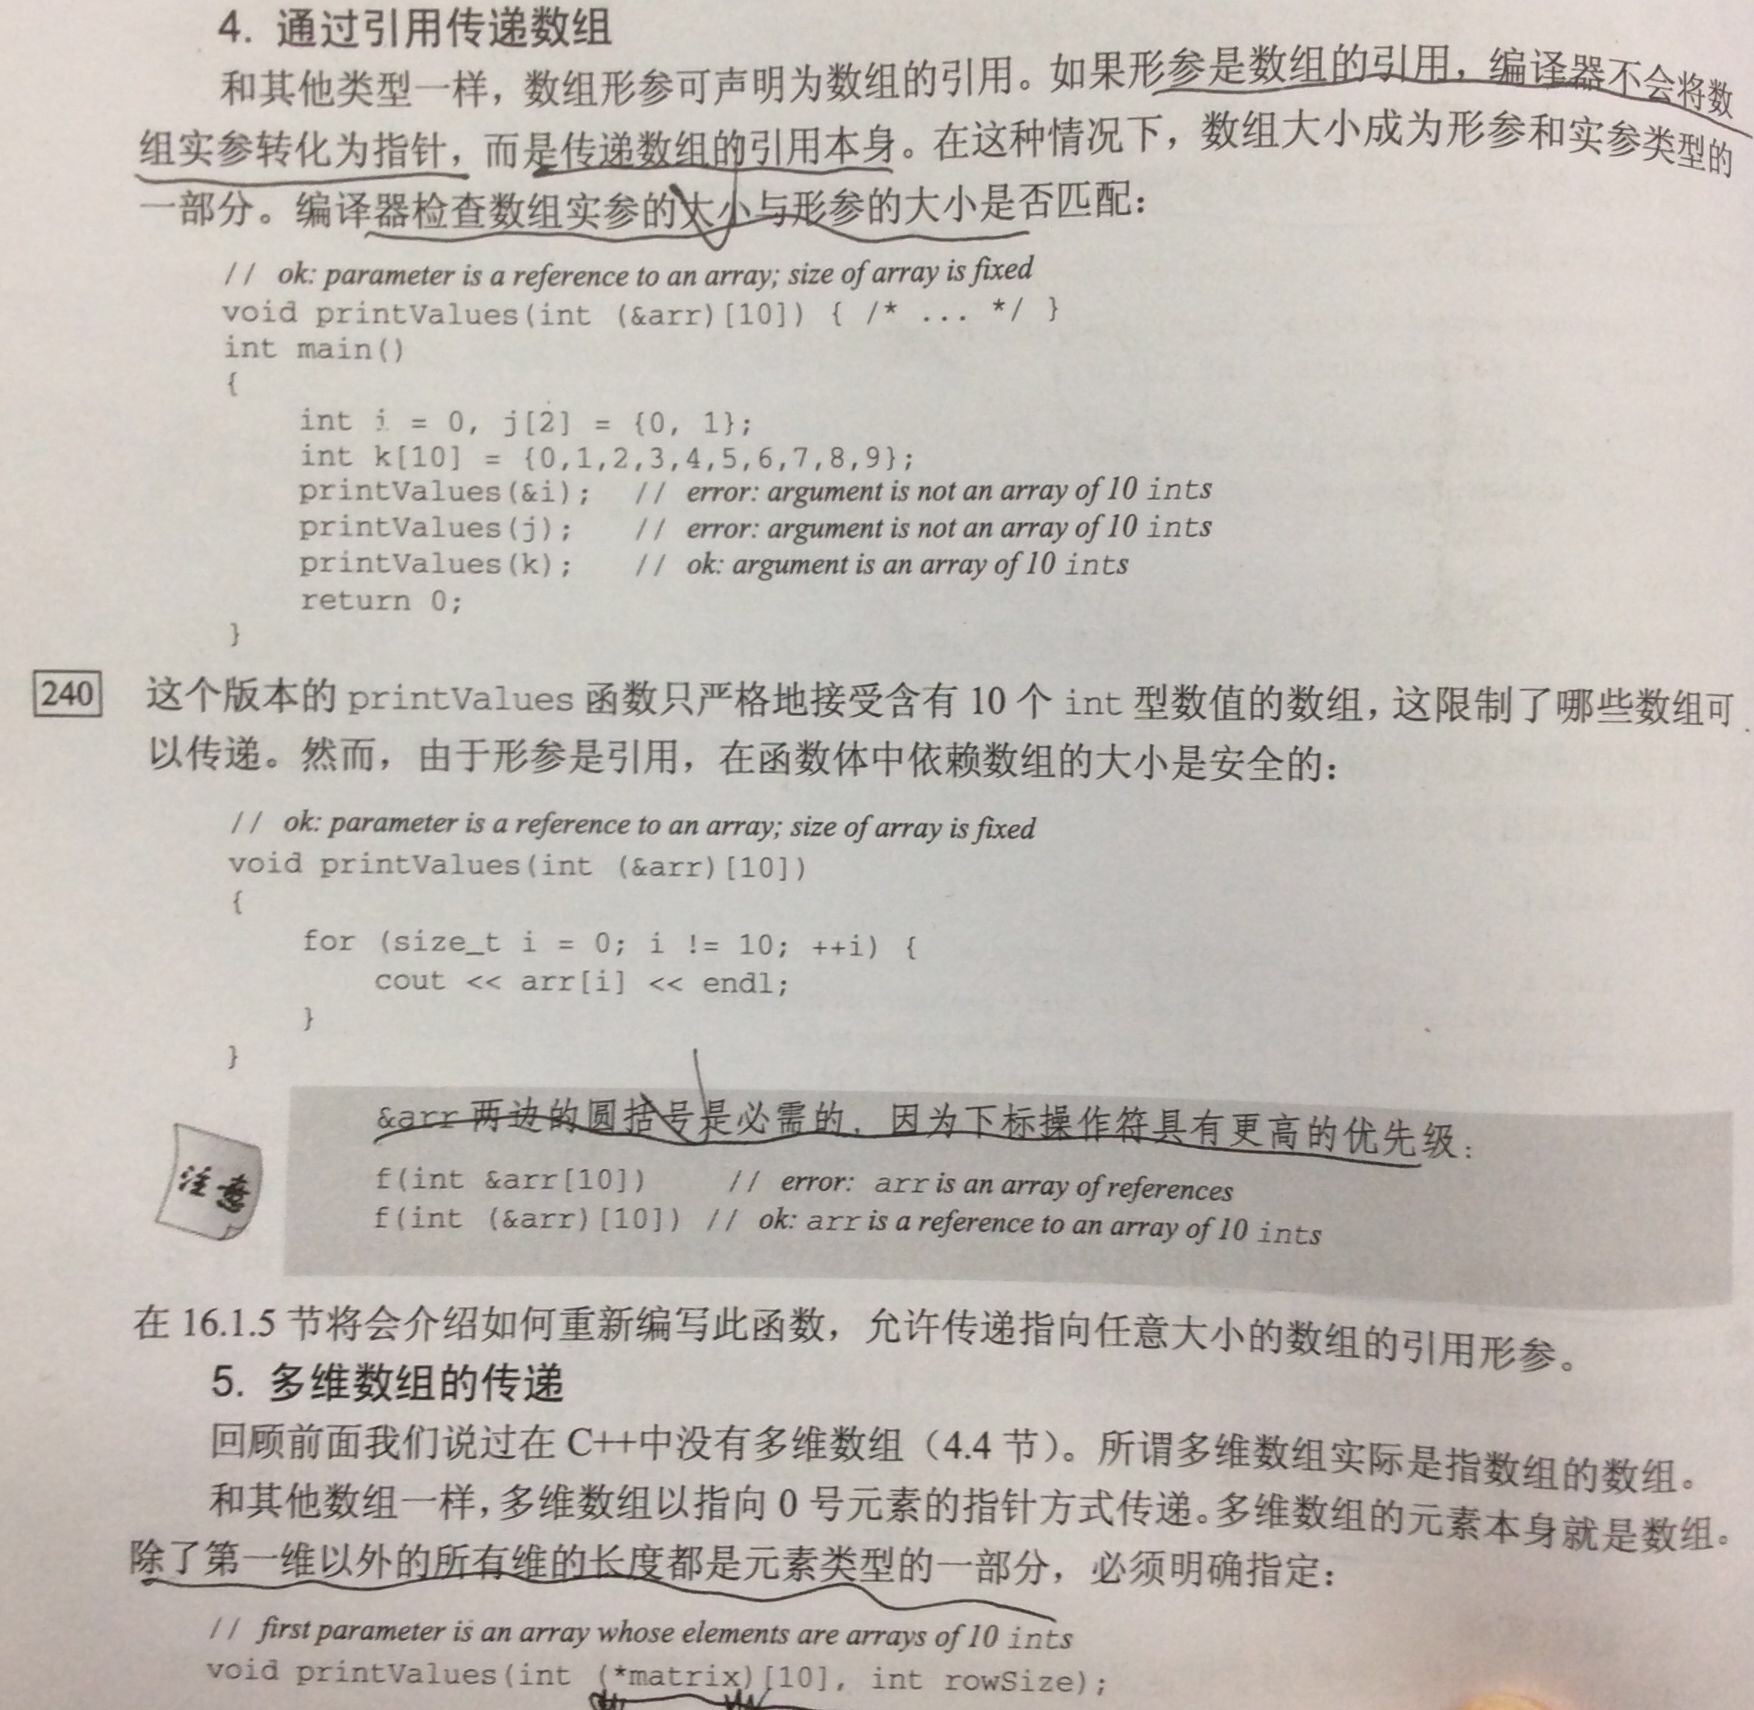 4. 通过引用传递数组
和其他类型一样，数组形参可声明为数组的引用。如果形参是数组的引用，编译器不会将数
组实参转化为指针，而是传递数组的引用本身。在这种情况下，数组大小成为形参和实参类型的
一部分。编译器检查数组实参的大小与形参的大小是否匹配：
// ok: parameter is a reference to an array; size of array is fixed
void printValues(int (&arr)[10]) { /* ... */ }
int main()
{
int i = 0, j[2] = {0, 1};
int k[10] = {0,1,2,3,4,5,6,7,8,9};
printValues(&i); // error: argument is not an array of 10 ints
printValues(j); // error: argument is not an array of 10 ints
printValues(k); // ok: argument is an array of 10 ints
return 0;
}
240 这个版本的 printValues 函数只严格地接受含有 10 个 int 型数值的数组，这限制了哪些数组可
以传递。然而，由于形参是引用，在函数体中依赖数组的大小是安全的：
// ok: parameter is a reference to an array; size of array is fixed
void printValues(int (&arr)[10])
{
for (size_t i = 0; i != 10; ++i) {
cout << arr[i] << endl;
}
}
&arr 两边的圆括号是必需的，因为下标操作符具有更高的优先级：
注意
f(int &arr[10]) // error: arr is an array of references
f(int (&arr)[10]) // ok: arr is a reference to an array of 10 ints
在 16.1.5 节将会介绍如何重新编写此函数，允许传递指向任意大小的数组的引用形参。
5. 多维数组的传递
回顾前面我们说过在 C++中没有多维数组（4.4 节）。所谓多维数组实际是指数组的数组。
和其他数组一样，多维数组以指向 0 号元素的指针方式传递。多维数组的元素本身就是数组。
除了第一维以外的所有维的长度都是元素类型的一部分，必须明确指定：
// first parameter is an array whose elements are arrays of 10 ints
void printValues(int (*matrix)[10], int rowSize);